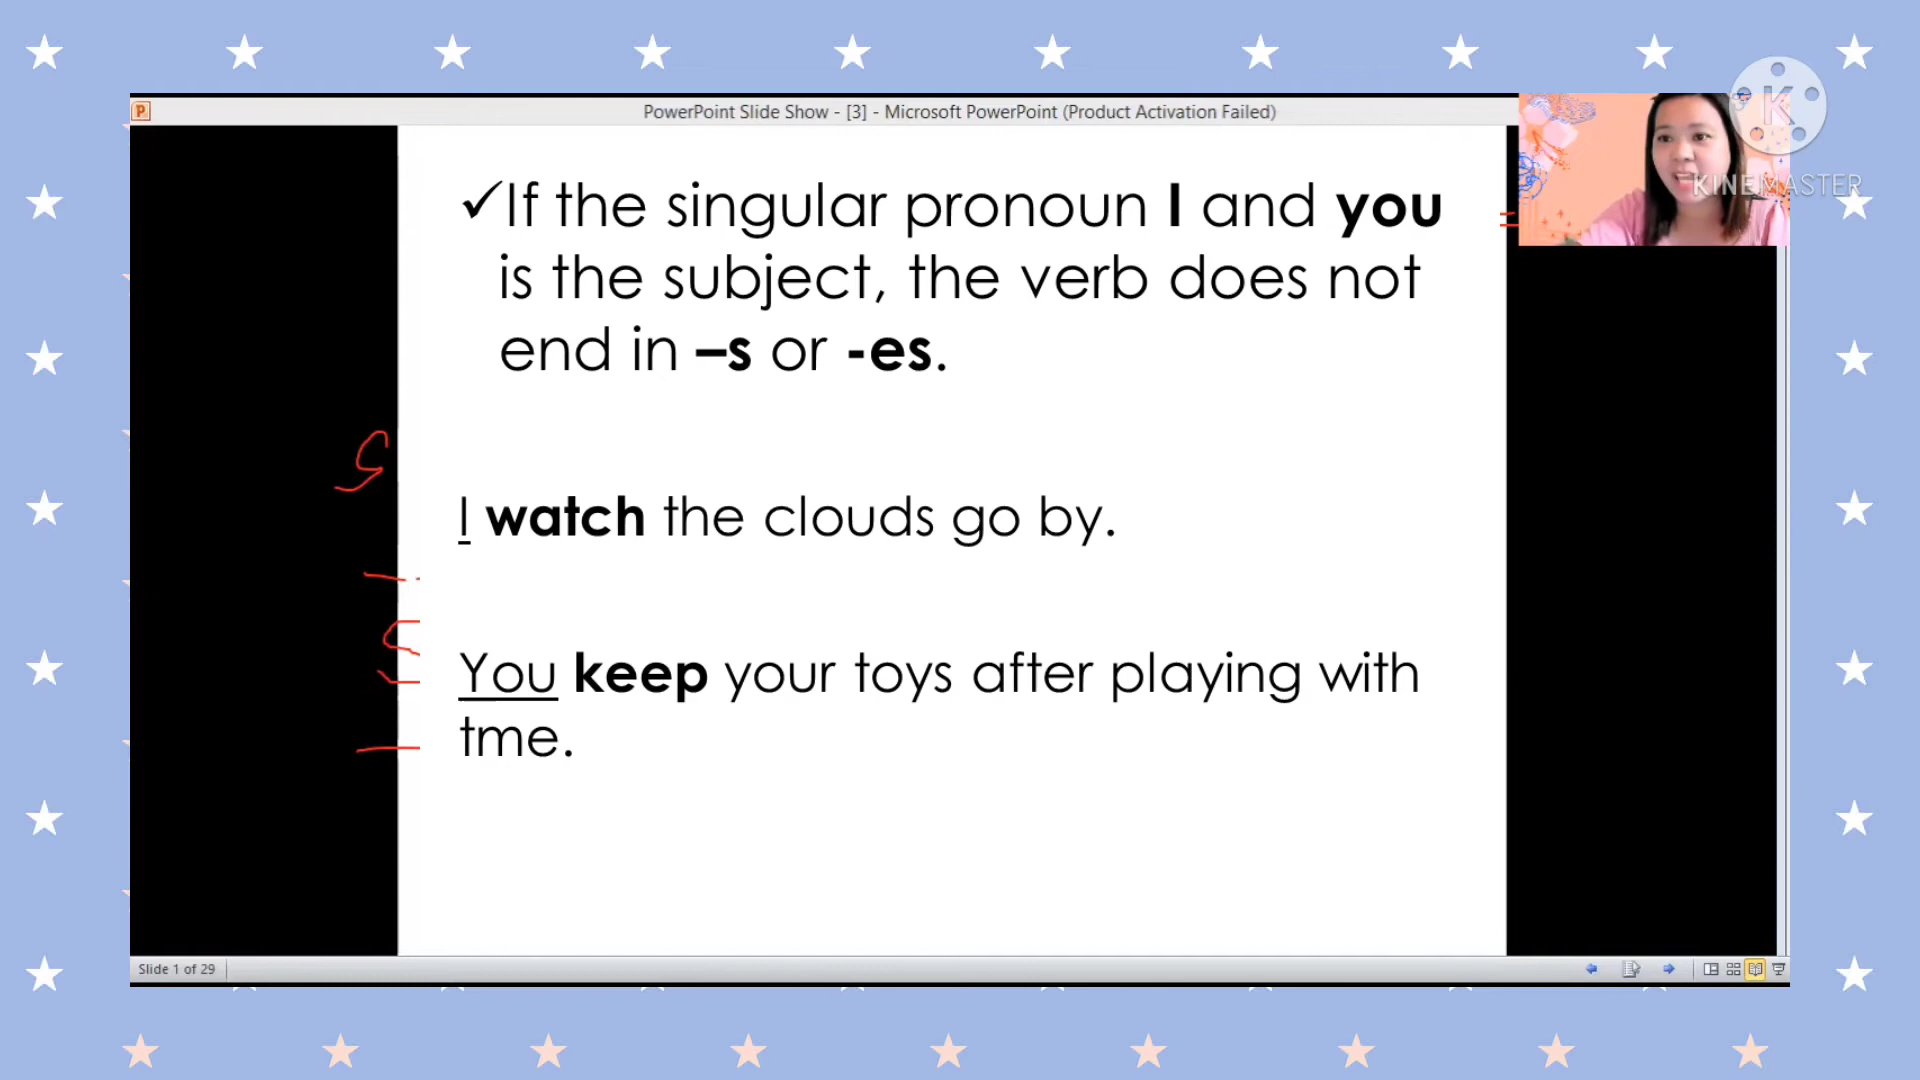 PowerPoint Slide Show - [3] - Microsoft PowerPoint (Product Activation Failed)
K
KINEMASTER
✓If the singular pronoun I and you
is the subject, the verb does not
end in –s or -es.
I watch the clouds go by.
You keep your toys after playing with
tme.
Slide 1 of 29